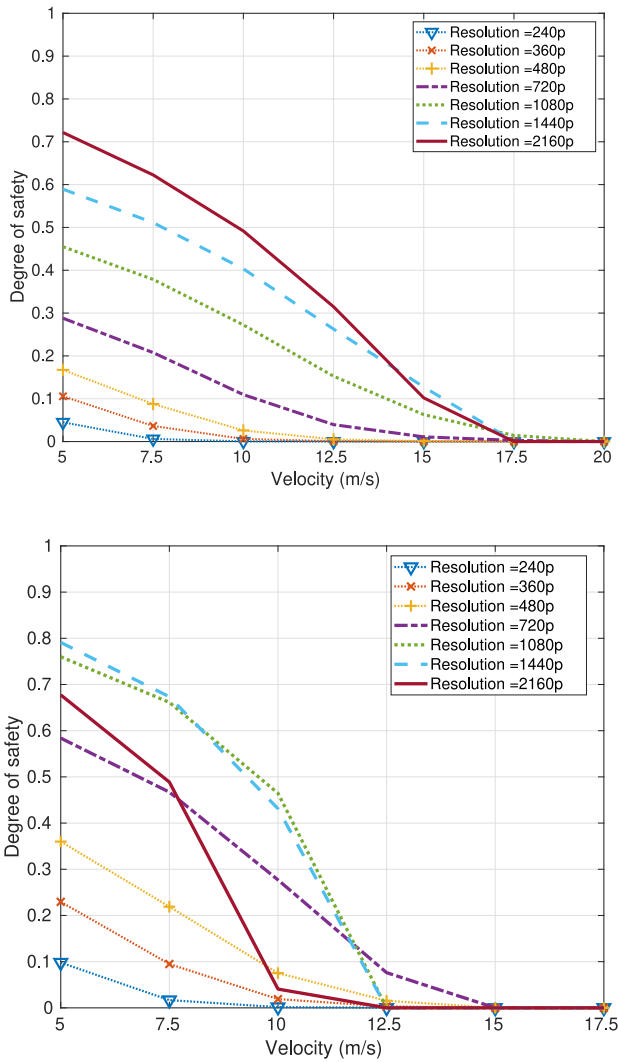 1
0.9
0.8
0.7
0.6
0.5
0.4
0.3
0.2
0.1
0
Degree of safety
5
7.5
10
12.5
15
17.5
20
Velocity (m/s)
Resolution =240p
Resolution =360p
Resolution =480p
Resolution =720p
Resolution =1080p
Resolution =1440p
Resolution =2160p
1
0.9
0.8
0.7
0.6
0.5
0.4
0.3
0.2
0.1
0
Degree of safety
5
7.5
10
12.5
15
17.5
Velocity (m/s)
Resolution =240p
Resolution =360p
Resolution =480p
Resolution =720p
Resolution =1080p
Resolution =1440p
Resolution =2160p